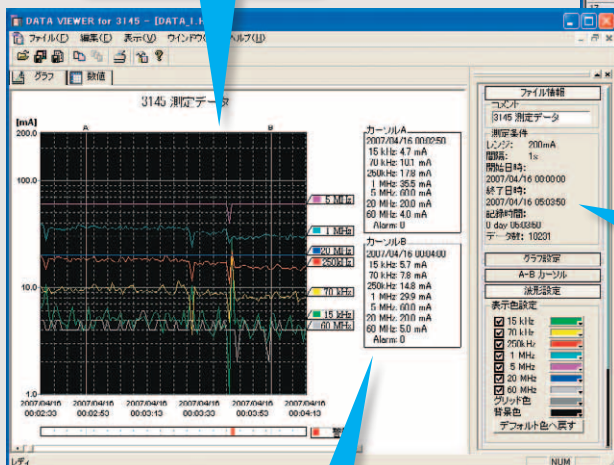 DATA VIEWER for 3145 - [DATA_1.H
ファイル(F) 編集(E) 表示(V) ウインドウ ヘルプ(H)
グラフ 数値
3145 測定データ
[mA]
200.0
100.0
10.0
1.0
A
B
5 MHz
1 MHz
20 MHz
250kHz
70 kHz
15 kHz
60 MHz
2007/04/16 2007/04/16 2007/04/16 2007/04/16 2007/04/16 2007/04/16
00:02:30 00:02:50 00:03:13 00:03:30 00:03:50 00:04:13
カーソルA
2007/04/16 00:02:50
15 kHz: 4.7 mA
70 kHz: 10.1 mA
250kHz: 17.8 mA
1 MHz: 35.5 mA
5 MHz: 60.0 mA
20 MHz: 20.0 mA
60 MHz: 4.0 mA
Alarm: 0
カーソルB
2007/04/16 00:04:00
15 kHz: 5.7 mA
70 kHz: 7.8 mA
250kHz: 14.8 mA
1 MHz: 29.9 mA
5 MHz: 60.0 mA
20 MHz: 20.0 mA
60 MHz: 5.0 mA
Alarm: 0
ファイル情報
コメント
3145 測定データ
測定条件
レンジ: 200mA
間隔: 1s
開始日時:
2007/04/16 00:00:00
終了日時:
2007/04/16 05:03:50
記録時間:
0 day 05:03:50
データ数: 18231
グラフ設定
A-B カーソル
波形設定
表示色設定
15 kHz
70 kHz
250kHz
1 MHz
5 MHz
20 MHz
60 MHz
グリッド色
背景色
デフォルト色へ戻す
レディ
NUM